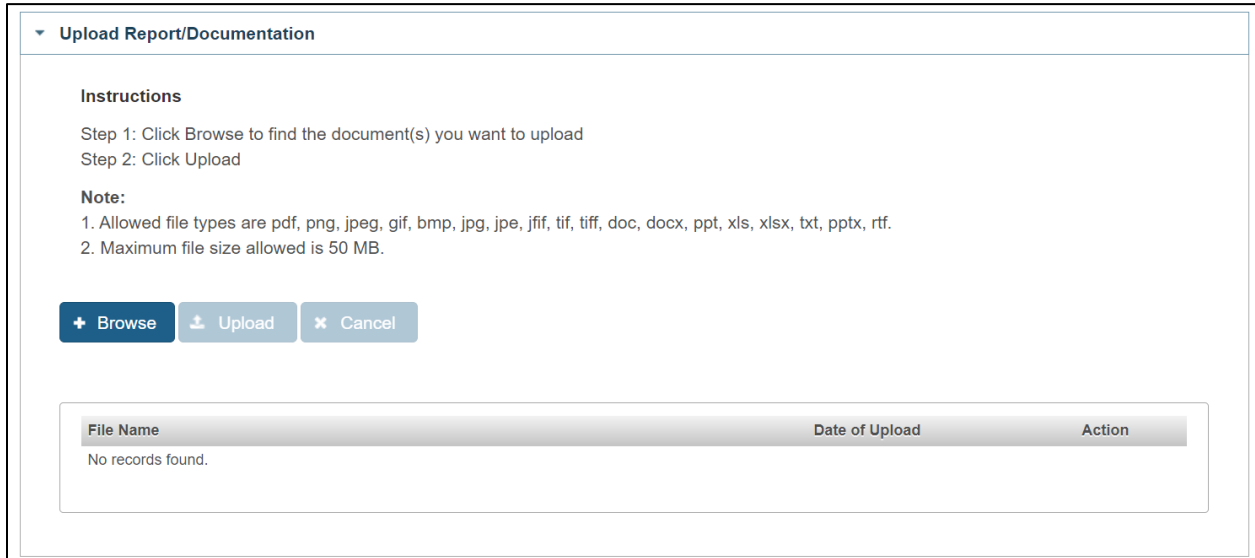 Upload Report/Documentation
Instructions
Step 1: Click Browse to find the document(s) you want to upload
Step 2: Click Upload
Note:
1. Allowed file types are pdf, png, jpeg, gif, bmp, jpg, jpe, jfif, tif, tiff, doc, docx, ppt, xls, xlsx, txt, pptx, rtf.
2. Maximum file size allowed is 50 MB.
Browse Upload Cancel
File Name Date of Upload Action
No records found.